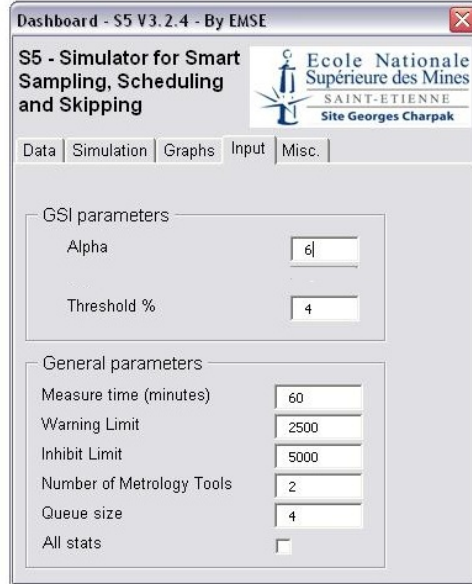 Dashboard - S5 V3.2.4 - By EMSE
S5 - Simulator for Smart
Sampling, Scheduling
and Skipping
Ecole Nationale
Supérieure des Mines
SAINT-ETIENNE
Site Georges Charpak
Data
Simulation
Graphs
Input
Misc.
GSI parameters
Alpha 6
Threshold % 4
General parameters
Measure time (minutes) 60
Warning Limit 2500
Inhibit Limit 5000
Number of Metrology Tools 2
Queue size 4
All stats